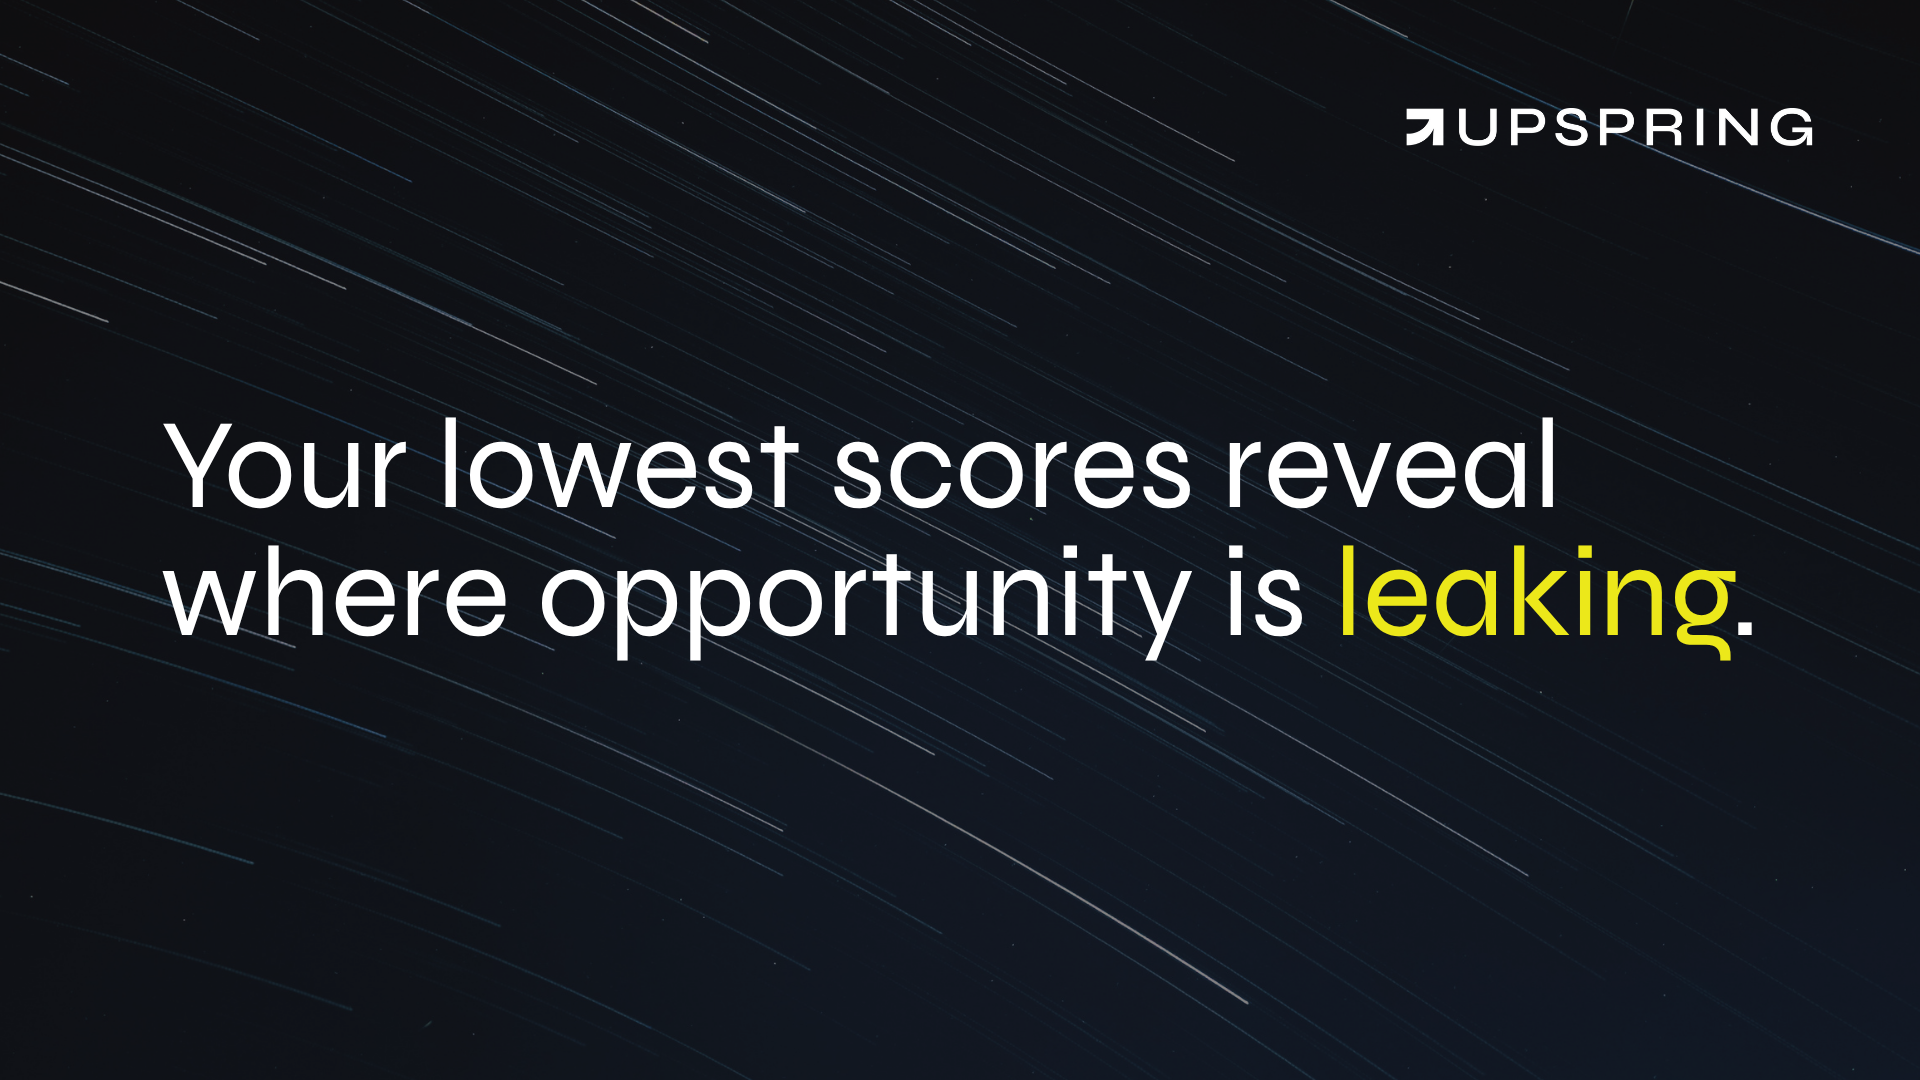 UPSPRING
Your lowest scores reveal
where opportunity is leaking.